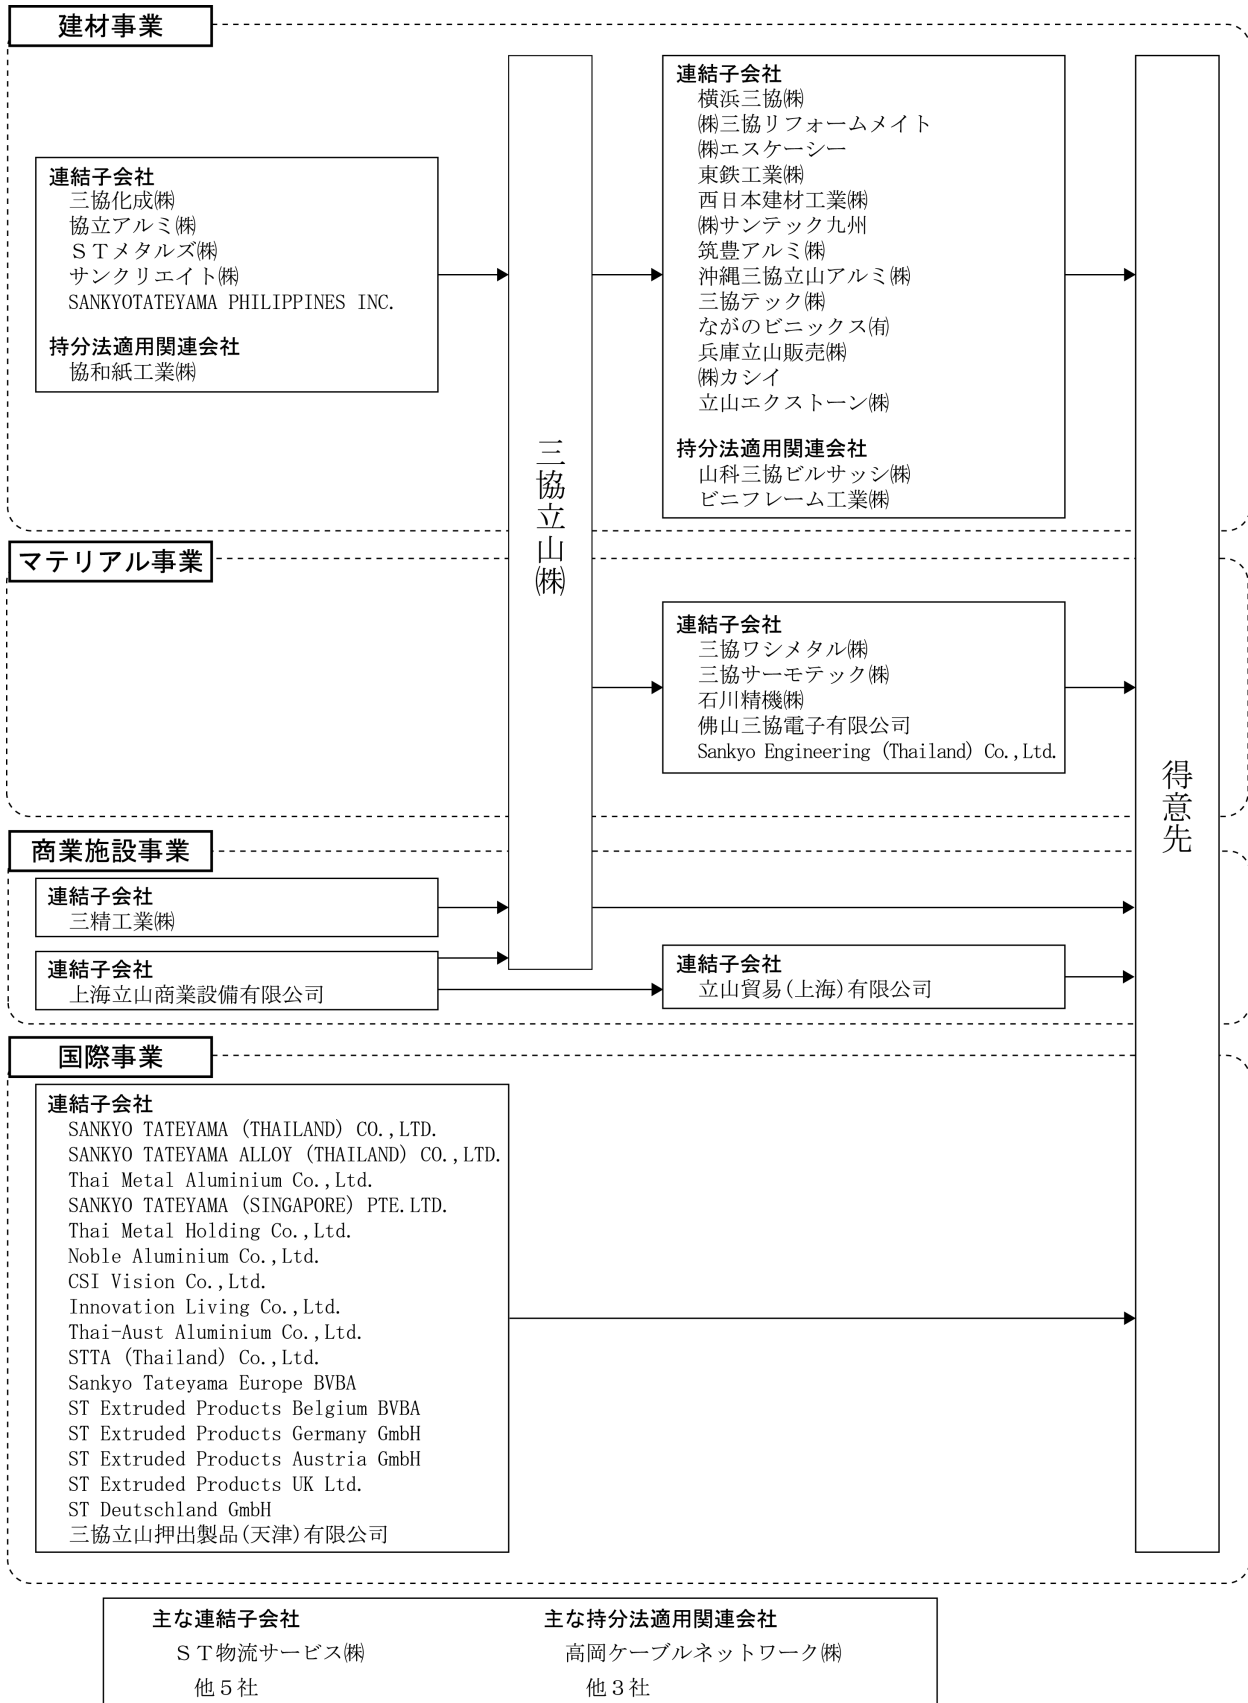 建材事業
連結子会社
三協化成㈱
協立アルミ㈱
ＳＴメタルズ㈱
サンクリエイト㈱
SANKYOTATEYAMA PHILIPPINES INC.
持分法適用関連会社
協和紙工業㈱
三協立山㈱
連結子会社
横浜三協㈱
㈱三協リフォームメイト
㈱エスケーシー
東鉄工業㈱
西日本建材工業㈱
㈱サンテック九州
筑豊アルミ㈱
沖縄三協立山アルミ㈱
三協テック㈱
ながのビニックス㈲
兵庫立山販売㈱
㈱カシイ
立山エクストーン㈱
持分法適用関連会社
山科三協ビルサッシ㈱
ビニフレーム工業㈱
得意先
マテリアル事業
連結子会社
三協ワシメタル㈱
三協サーモテック㈱
石川精機㈱
佛山三協電子有限公司
Sankyo Engineering (Thailand) Co.,Ltd.
商業施設事業
連結子会社
三精工業㈱
連結子会社
上海立山商業設備有限公司
連結子会社
立山貿易(上海)有限公司
国際事業
連結子会社
SANKYO TATEYAMA (THAILAND) CO.,LTD.
SANKYO TATEYAMA ALLOY (THAILAND) CO.,LTD.
Thai Metal Aluminium Co.,Ltd.
SANKYO TATEYAMA (SINGAPORE) PTE.LTD.
Thai Metal Holding Co.,Ltd.
Noble Aluminium Co.,Ltd.
CSI Vision Co.,Ltd.
Innovation Living Co.,Ltd.
Thai-Aust Aluminium Co.,Ltd.
STTA (Thailand) Co.,Ltd.
Sankyo Tateyama Europe BVBA
ST Extruded Products Belgium BVBA
ST Extruded Products Germany GmbH
ST Extruded Products Austria GmbH
ST Extruded Products UK Ltd.
ST Deutschland GmbH
三協立山押出製品(天津)有限公司
主な連結子会社
ＳＴ物流サービス㈱
他５社
主な持分法適用関連会社
高岡ケーブルネットワーク㈱
他３社